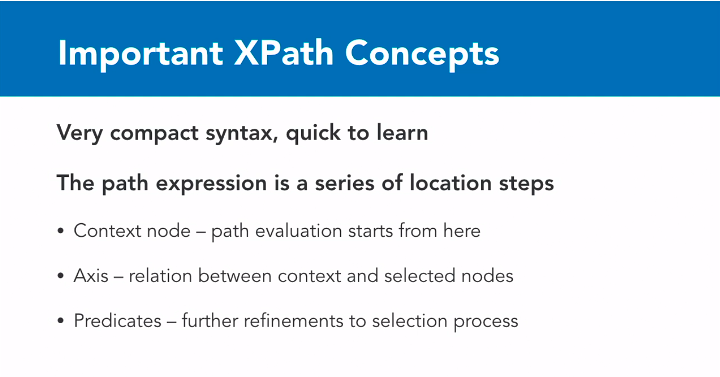 Important XPath Concepts
Very compact syntax, quick to learn
The path expression is a series of location steps
• Context node – path evaluation starts from here
• Axis – relation between context and selected nodes
• Predicates – further refinements to selection process